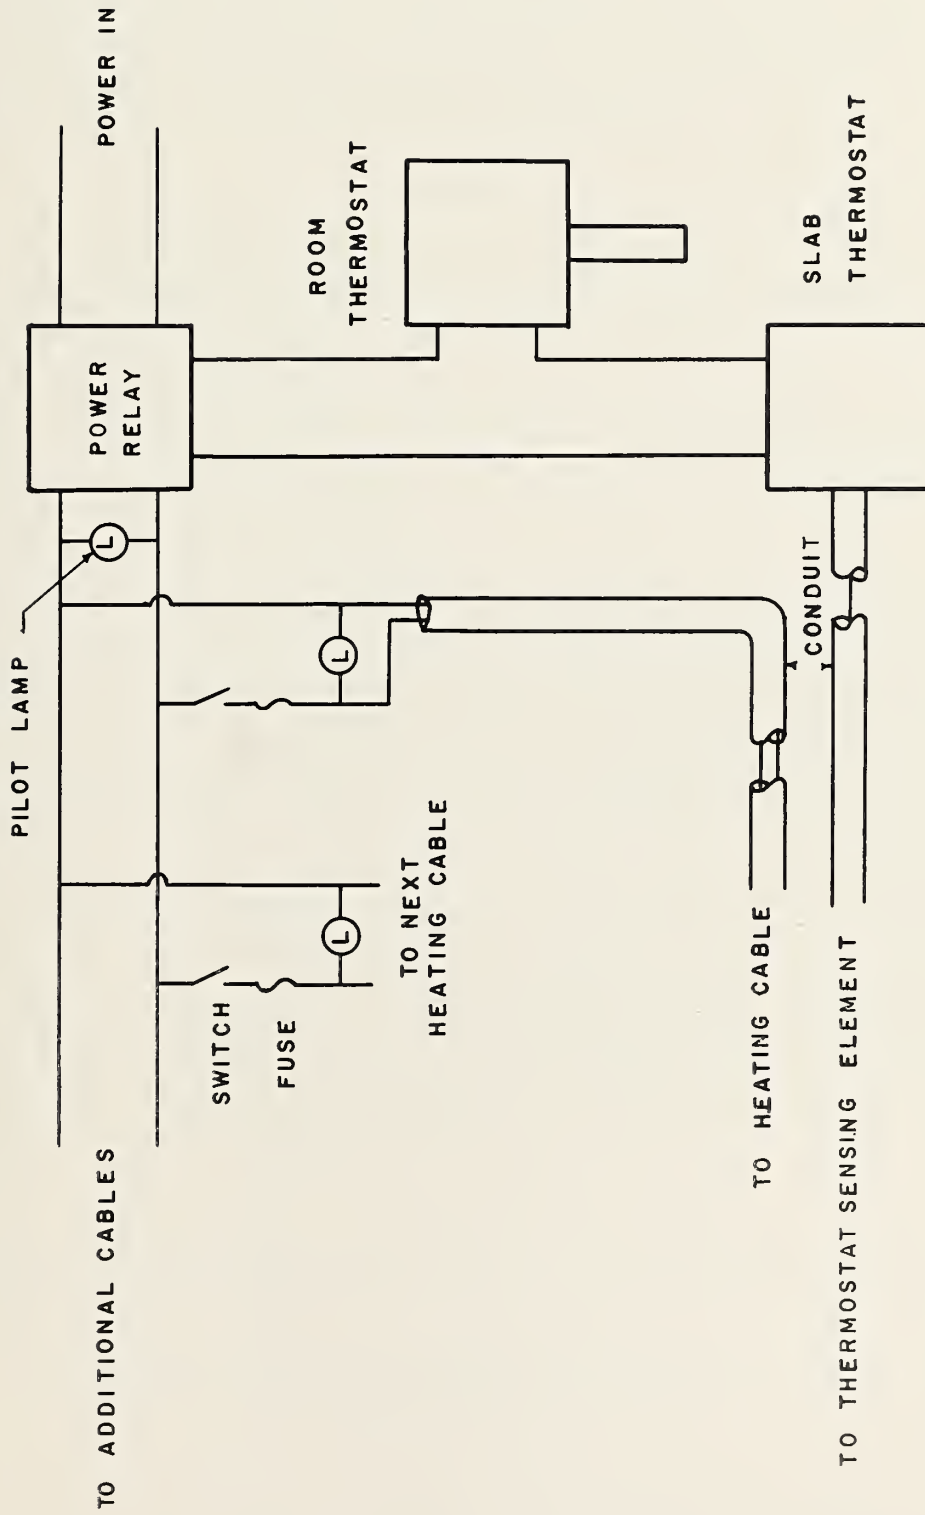 POWER IN
POWER
RELAY
ROOM
THERMOSTAT
SLAB
THERMOSTAT
L
PILOT LAMP
L
CONDUIT
L
TO NEXT
HEATING CABLE
SWITCH
FUSE
TO ADDITIONAL CABLES
TO HEATING CABLE
TO THERMOSTAT SENSING ELEMENT